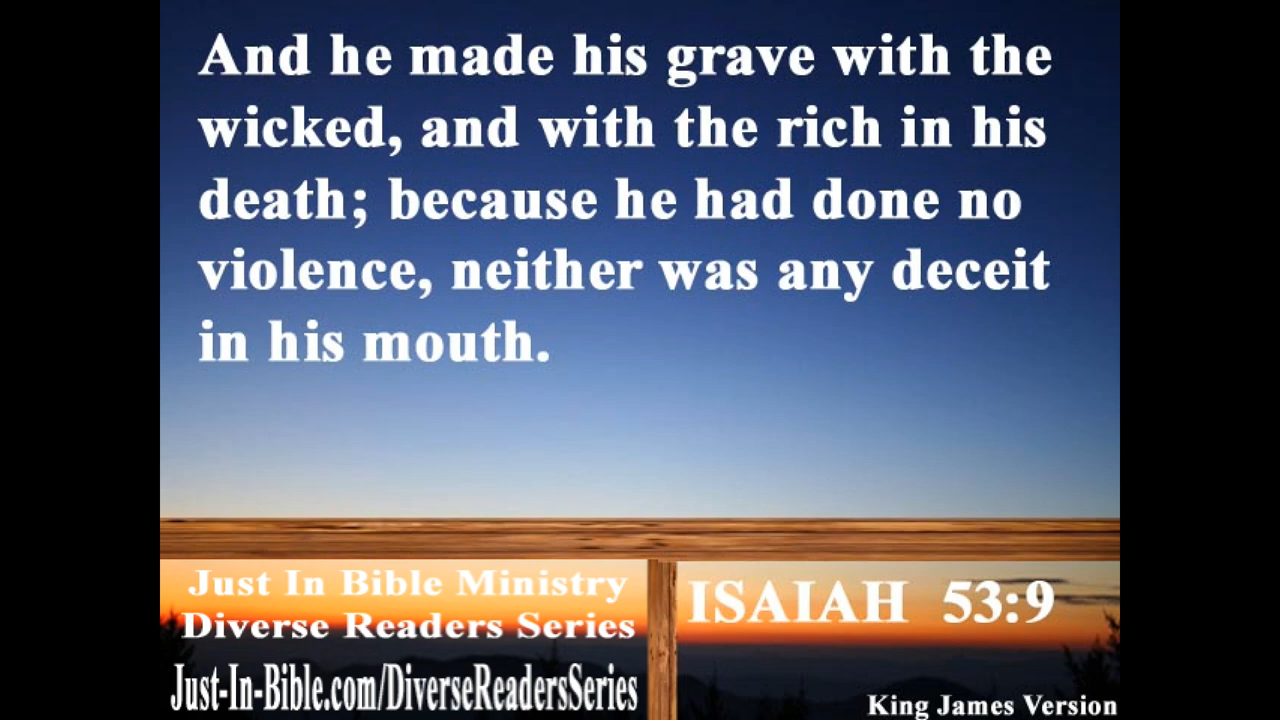 And he made his grave with the
wicked, and with the rich in his
death; because he had done no
violence, neither was any deceit
in his mouth.
Just In Bible Ministry
Diverse Readers Series
Just-In-Bible.com/DiverseReadersSeries
ISAIAH 53:9
King James Version